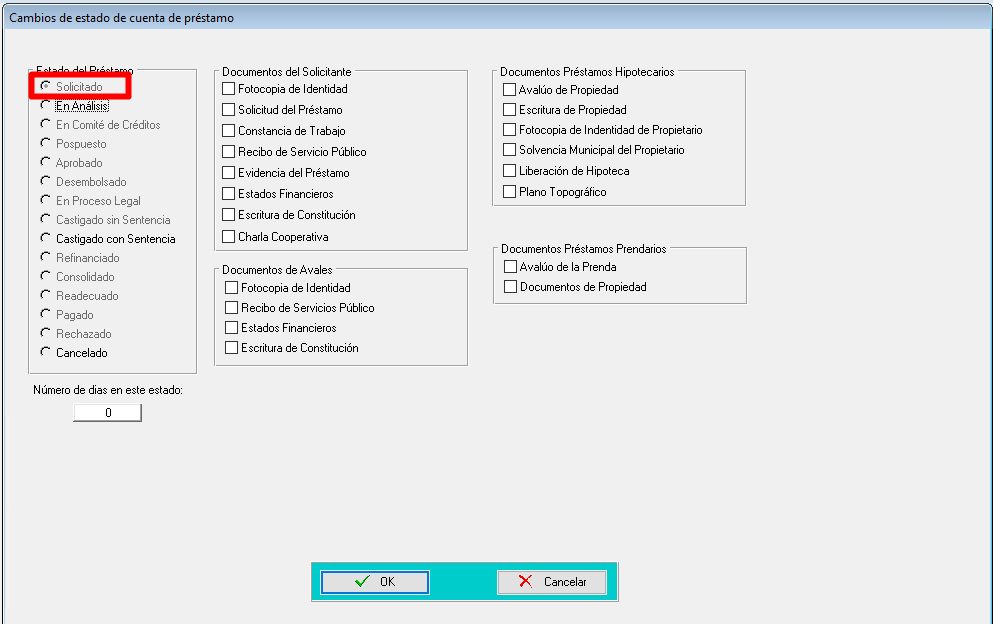 Cambios de estado de cuenta de préstamo
Estado del Préstamo
Solicitado
En Análisis
En Comité de Créditos
Pospuesto
Aprobado
Desembolsado
En Proceso Legal
Castigado sin Sentencia
Castigado con Sentencia
Refinanciado
Consolidado
Readecuado
Pagado
Rechazado
Cancelado
Número de dias en este estado:
0
Documentos del Solicitante
Fotocopia de Identidad
Solicitud del Préstamo
Constancia de Trabajo
Recibo de Servicio Público
Evidencia del Préstamo
Estados Financieros
Escritura de Constitución
Charla Cooperativa
Documentos de Avales
Fotocopia de Identidad
Recibo de Servicios Público
Estados Financieros
Escritura de Constitución
Documentos Préstamos Hipotecarios
Avalúo de Propiedad
Escritura de Propiedad
Fotocopia de Indentidad de Propietario
Solvencia Municipal del Propietario
Liberación de Hipoteca
Plano Topográfico
Documentos Préstamos Prendarios
Avalúo de la Prenda
Documentos de Propiedad
OK
Cancelar